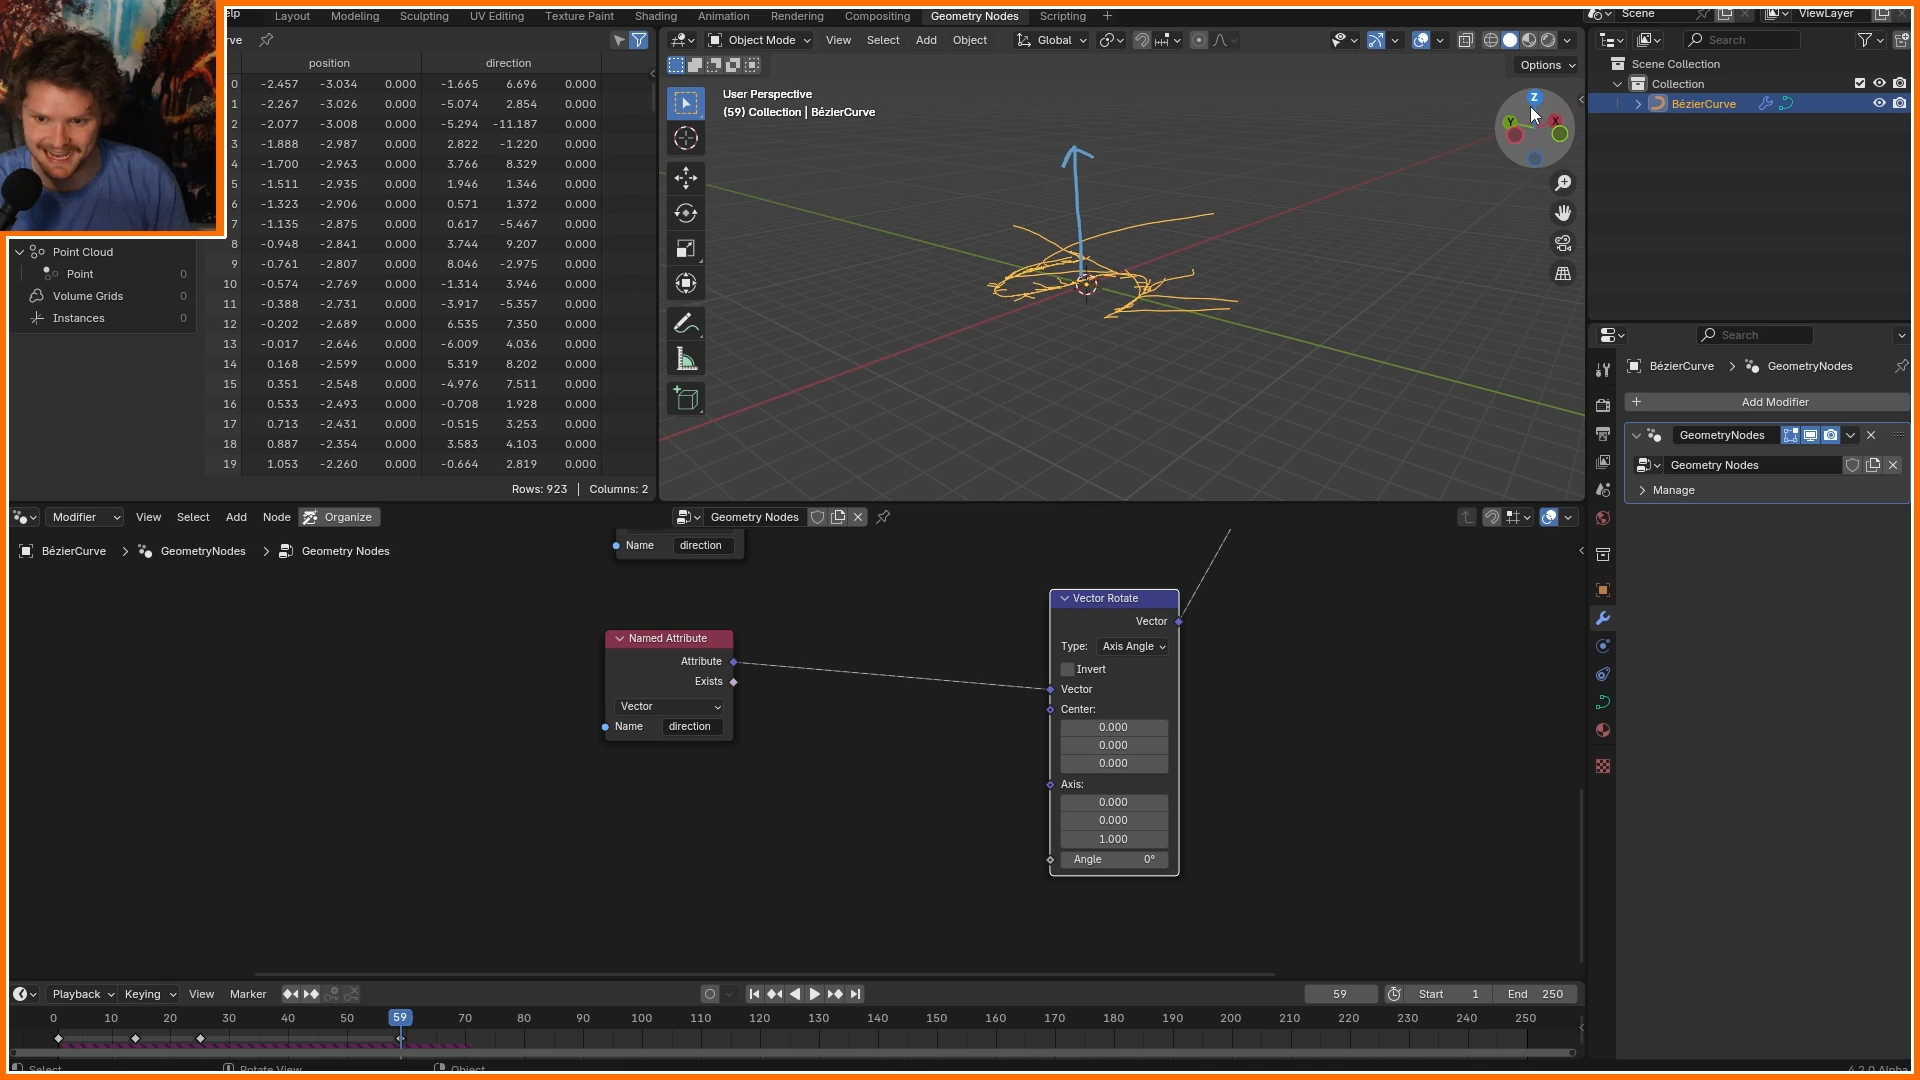 elp
Layout
Modeling
Sculpting
UV Editing
Texture Paint
Shading
Animation
Rendering
Compositing
Geometry Nodes
Scripting
+
Scene
ViewLayer
rve
position
direction
0 -2.457 -3.034 0.000 -1.665 6.696 0.000
1 -2.267 -3.026 0.000 -5.074 2.854 0.000
2 -2.077 -3.008 0.000 -5.294 -11.187 0.000
3 -1.888 -2.987 0.000 2.822 -1.220 0.000
4 -1.700 -2.963 0.000 3.766 8.329 0.000
5 -1.511 -2.935 0.000 1.946 1.346 0.000
6 -1.323 -2.906 0.000 0.571 1.372 0.000
7 -1.135 -2.875 0.000 0.617 -5.467 0.000
8 -0.948 -2.841 0.000 3.744 9.207 0.000
9 -0.761 -2.807 0.000 8.046 -2.975 0.000
10 -0.574 -2.769 0.000 -1.314 3.946 0.000
11 -0.388 -2.731 0.000 -3.917 -5.357 0.000
12 -0.202 -2.689 0.000 6.535 7.350 0.000
13 -0.017 -2.646 0.000 -6.009 4.036 0.000
14 0.168 -2.599 0.000 5.319 8.202 0.000
15 0.351 -2.548 0.000 -4.976 7.511 0.000
16 0.533 -2.493 0.000 -0.708 1.928 0.000
17 0.713 -2.431 0.000 -0.515 3.253 0.000
18 0.887 -2.354 0.000 3.583 4.103 0.000
19 1.053 -2.260 0.000 -0.664 2.819 0.000
Rows: 923 | Columns: 2
Point Cloud
Point 0
Volume Grids 0
Instances 0
Object Mode
View
Select
Add
Object
Global
Options
User Perspective
(59) Collection | BézierCurve
Z
Y
X
Search
Scene Collection
Collection
BézierCurve
Search
BézierCurve > GeometryNodes
+ Add Modifier
GeometryNodes
Geometry Nodes
Manage
Modifier
View
Select
Add
Node
Organize
Geometry Nodes
BézierCurve > GeometryNodes > Geometry Nodes
Name direction
Named Attribute
Attribute
Exists
Vector
Name direction
Vector Rotate
Vector
Type: Axis Angle
Invert
Vector
Center:
0.000
0.000
0.000
Axis:
0.000
0.000
1.000
Angle 0°
Playback
Keying
View
Marker
59
Start 1
End 250
0 10 20 30 40 50 59 70 80 90 100 110 120 130 140 150 160 170 180 190 200 210 220 230 240 250
Select
Rotate View
Object
4.2.0 Alpha